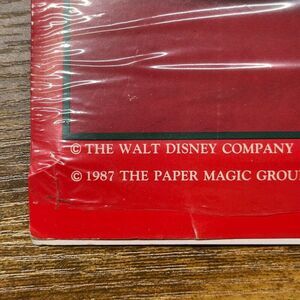 © THE WALT DISNEY COMPANY
© 1987 THE PAPER MAGIC GROU